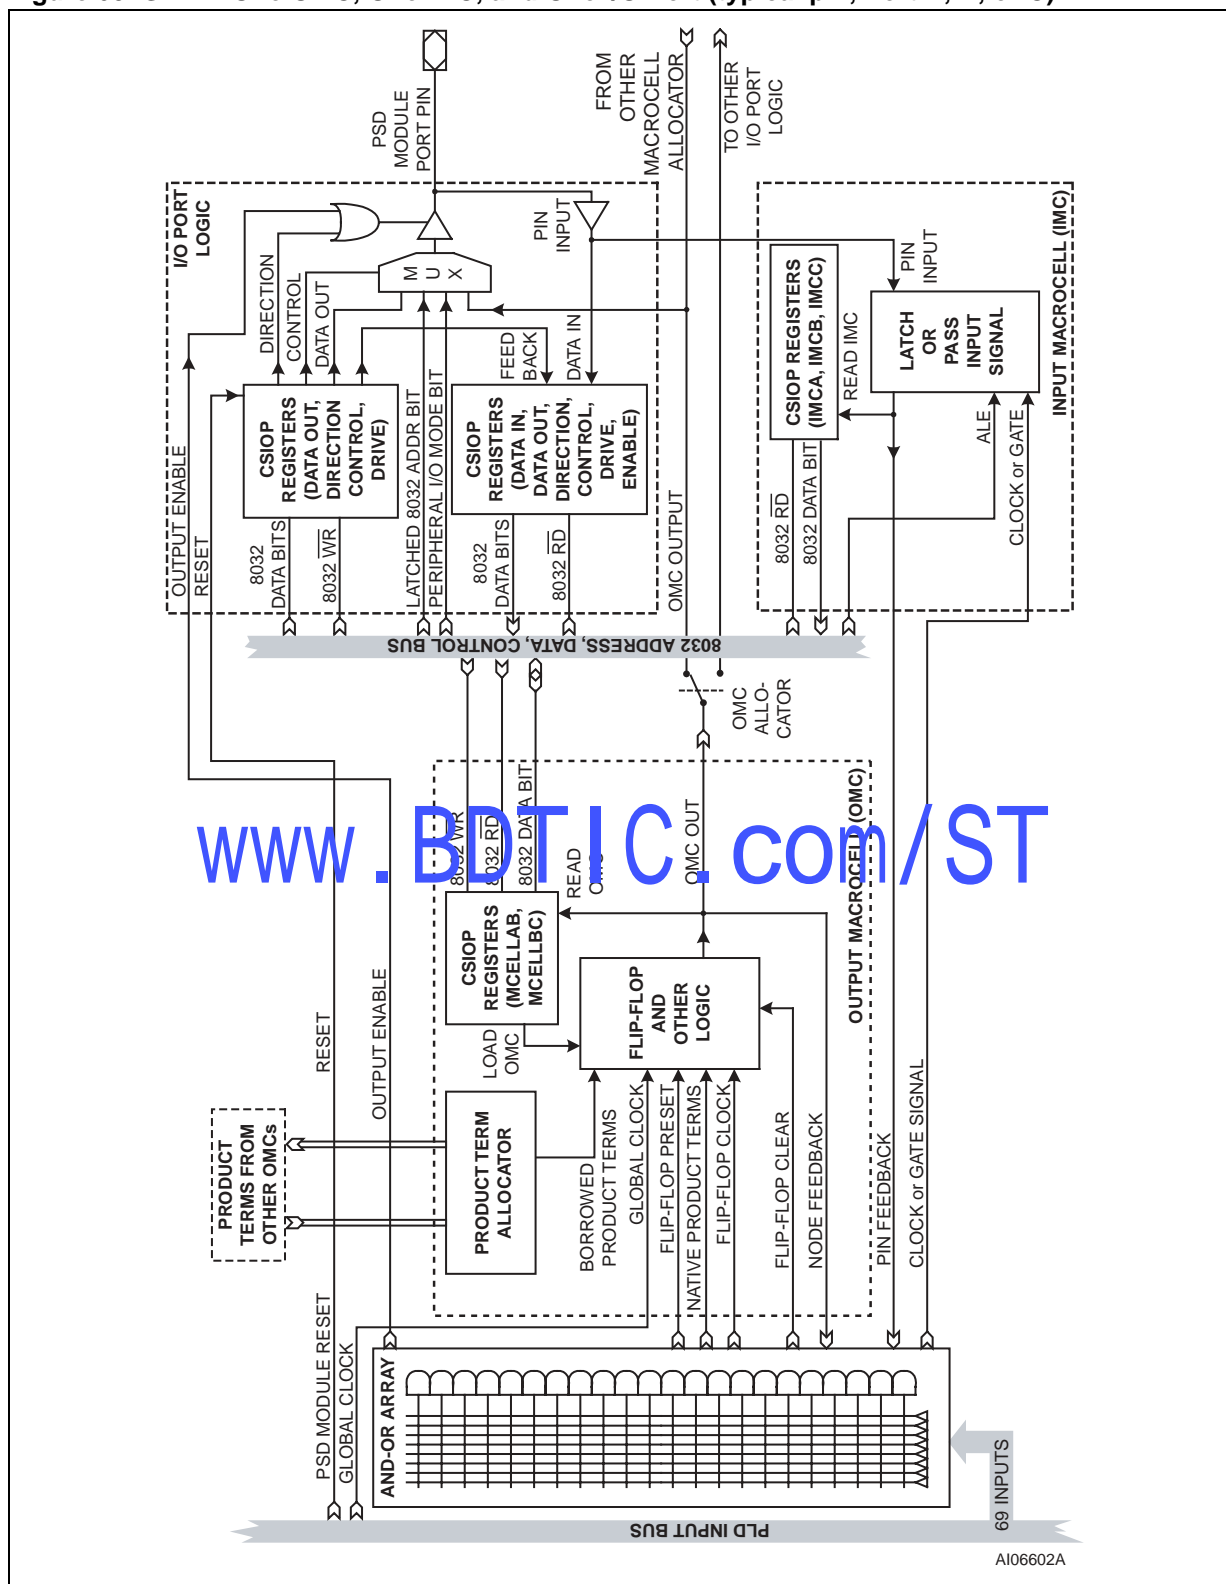 PSD
MODULE
PORT PIN
FROM
OTHER
MACROCELL
ALLOCATOR
TO OTHER
I/O PORT
LOGIC
I/O PORT
LOGIC
OUTPUT ENABLE
RESET
DIRECTION
CONTROL
DATA OUT
M
U
X
PIN
INPUT
FEED
BACK
DATA IN
CSIOP
REGISTERS
(DATA OUT,
DIRECTION
CONTROL,
DRIVE)
LATCHED 8032 ADDR BIT
PERIPHERAL I/O MODE BIT
CSIOP
REGISTERS
(DATA IN,
DATA OUT,
DIRECTION,
CONTROL,
DRIVE,
ENABLE)
8032
DATA BITS
8032 WR
8032
DATA BITS
8032 RD
OMC OUTPUT
INPUT MACROCELL (IMC)
PIN
INPUT
CSIOP REGISTERS
(IMCA, IMCB, IMCC)
READ IMC
LATCH
OR
PASS
INPUT
SIGNAL
8032 RD
8032 DATA BIT
ALE
CLOCK or GATE
8032 ADDRESS, DATA, CONTROL BUS
OMC
ALLO-
CATOR
OUTPUT MACROCELL (OMC)
8032 WR
8032 RD
8032 DATA BIT
READ
OMC
OMC OUT
www.BDTIC.com/ST
CSIOP
REGISTERS
(MCELLAB,
MCELLBC)
LOAD
OMC
FLIP-FLOP
AND
OTHER
LOGIC
RESET
OUTPUT ENABLE
PRODUCT
TERMS FROM
OTHER OMCs
PRODUCT TERM
ALLOCATOR
BORROWED
PRODUCT TERMS
GLOBAL CLOCK
FLIP-FLOP PRESET
NATIVE PRODUCT TERMS
FLIP-FLOP CLOCK
FLIP-FLOP CLEAR
NODE FEEDBACK
PIN FEEDBACK
CLOCK or GATE SIGNAL
PSD MODULE RESET
GLOBAL CLOCK
AND-OR ARRAY
PLD INPUT BUS
69 INPUTS
AI06602A